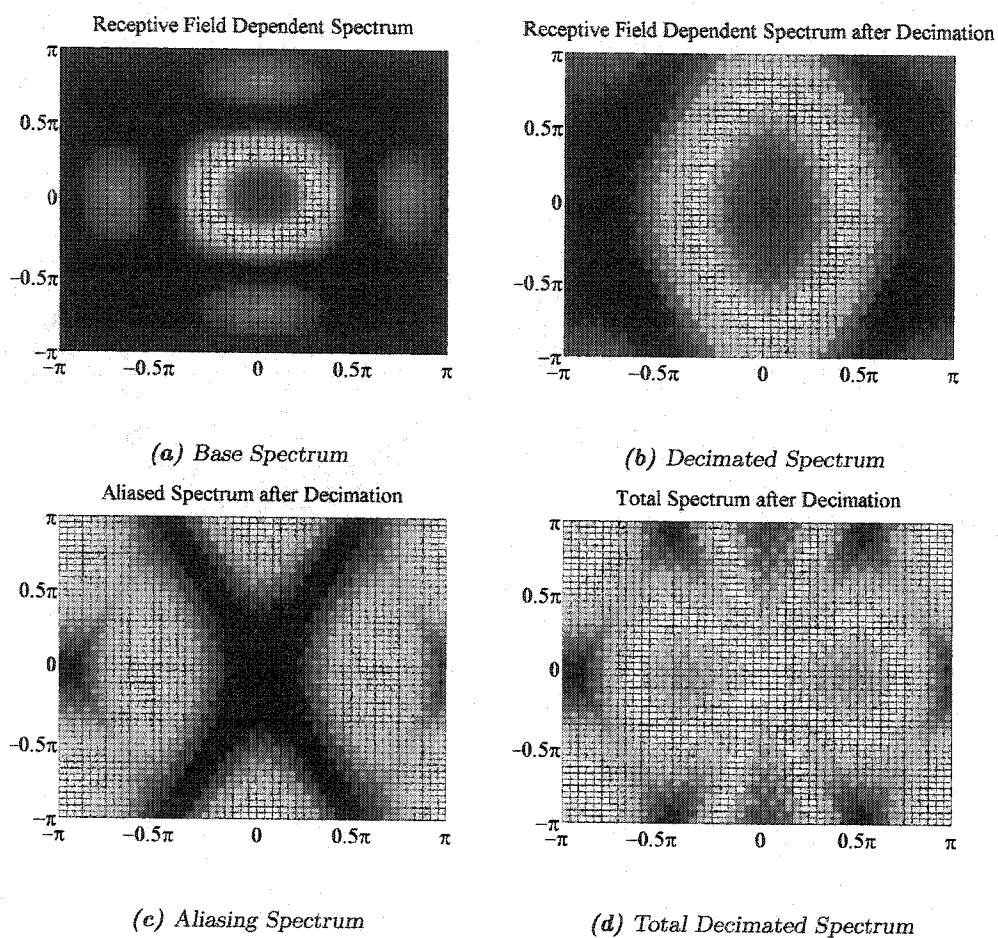 Receptive Field Dependent Spectrum
Receptive Field Dependent Spectrum after Decimation
π
0.5π
0
−0.5π
−π
−π −0.5π 0 0.5π π
π
0.5π
0
−0.5π
−π
−π −0.5π 0 0.5π π
(a) Base Spectrum
(b) Decimated Spectrum
Aliased Spectrum after Decimation
Total Spectrum after Decimation
π
0.5π
0
−0.5π
−π
−π −0.5π 0 0.5π π
π
0.5π
0
−0.5π
−π
−π −0.5π 0 0.5π π
(c) Aliasing Spectrum
(d) Total Decimated Spectrum